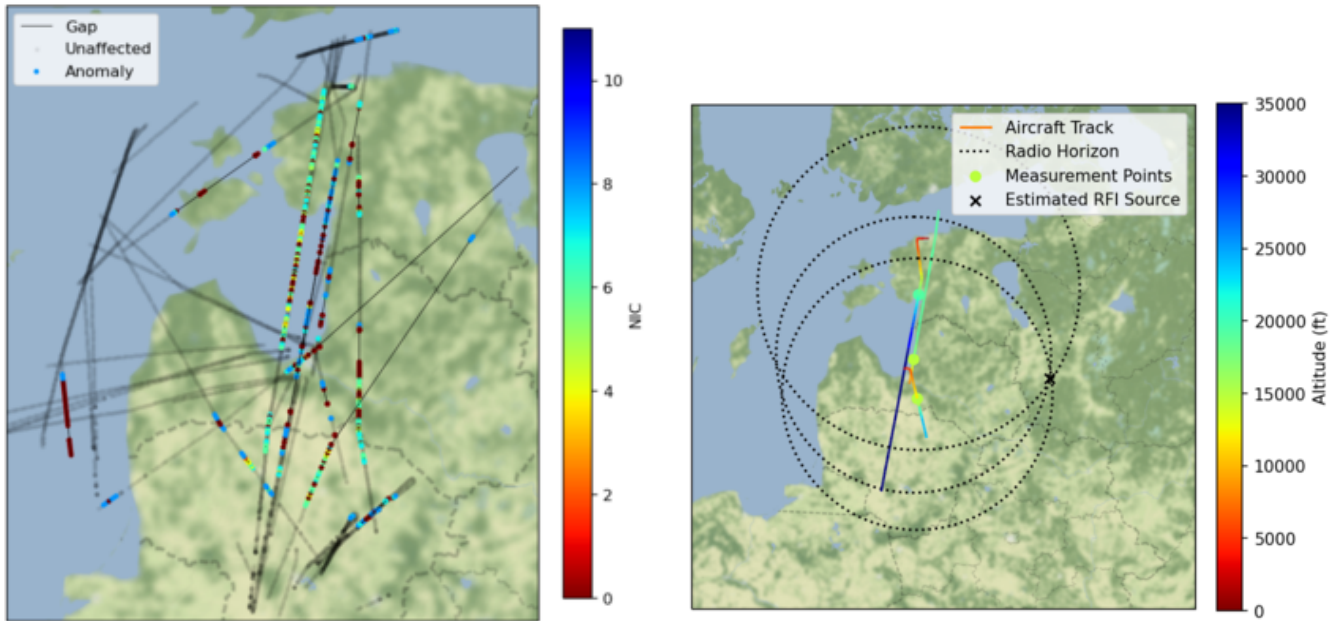 Gap
Unaffected
Anomaly
10
8
6
4
2
0
NIC
Aircraft Track
Radio Horizon
Measurement Points
Estimated RFI Source
35000
30000
25000
20000
15000
10000
5000
0
Altitude (ft)